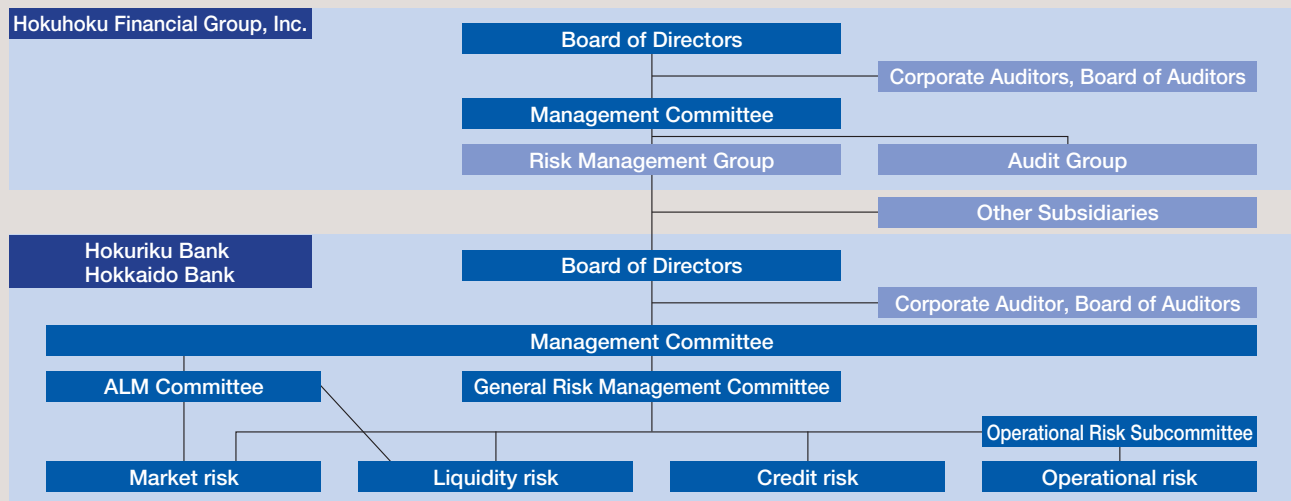 Hokuhoku Financial Group, Inc.
Board of Directors
Corporate Auditors, Board of Auditors
Management Committee
Risk Management Group
Audit Group
Other Subsidiaries
Hokuriku Bank
Hokkaido Bank
Board of Directors
Corporate Auditor, Board of Auditors
Management Committee
ALM Committee
General Risk Management Committee
Operational Risk Subcommittee
Market risk
Liquidity risk
Credit risk
Operational risk